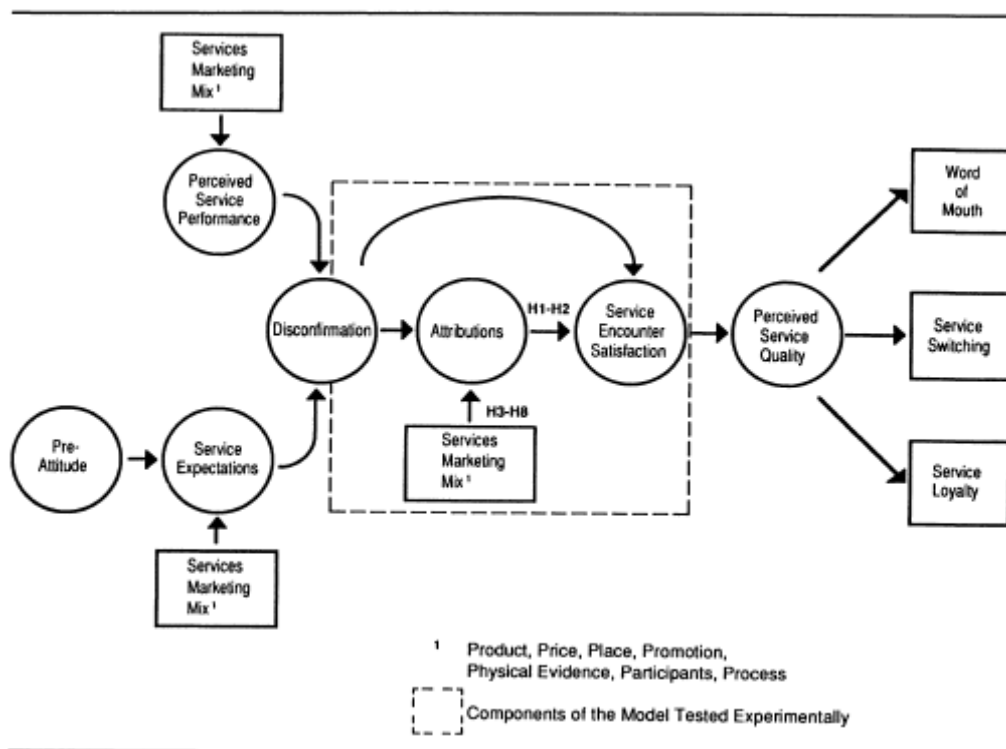 Services
Marketing
Mix ¹
Perceived
Service
Performance
Word
of
Mouth
Disconfirmation
Attributions
H1-H2
Service
Encounter
Satisfaction
Perceived
Service
Quality
Service
Switching
H3-H8
Services
Marketing
Mix ¹
Pre-
Attitude
Service
Expectations
Service
Loyalty
Services
Marketing
Mix ¹
¹ Product, Price, Place, Promotion,
Physical Evidence, Participants, Process
Components of the Model Tested Experimentally